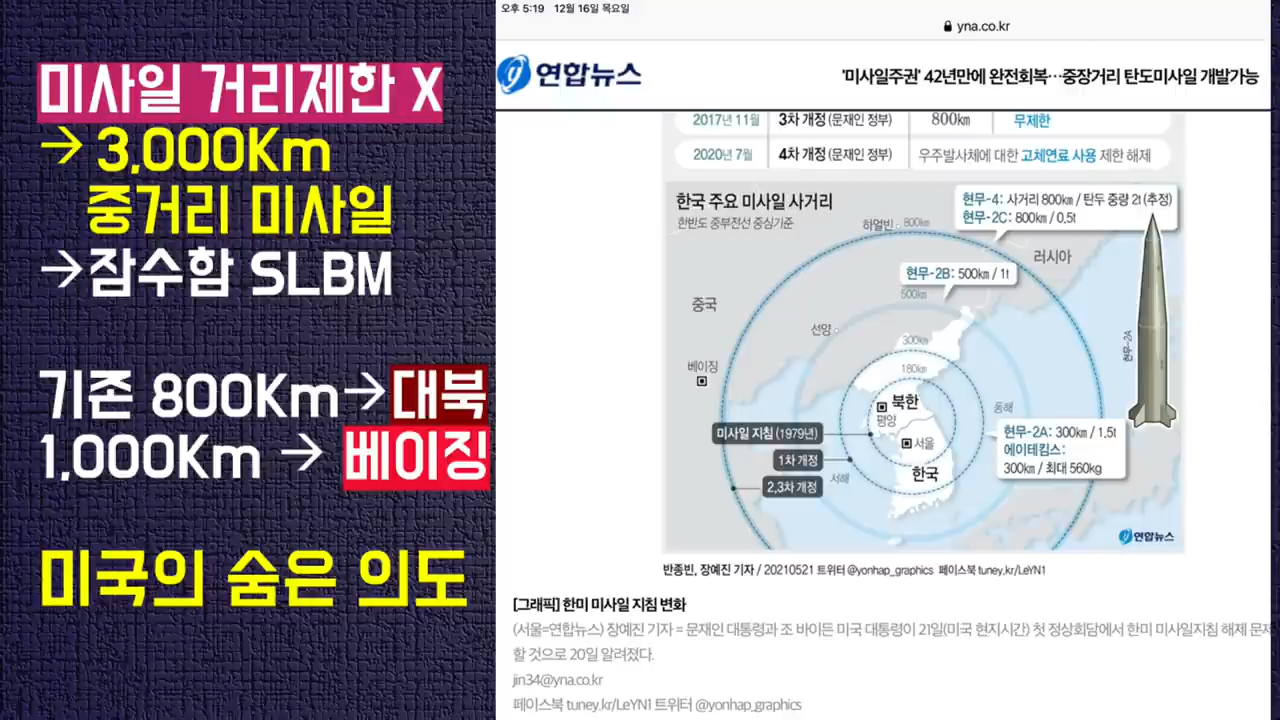 미사일 거리제한 X
→ 3,000Km
중거리 미사일
→잠수함 SLBM
기존 800Km→대북
1,000Km → 베이징
미국의 숨은 의도
오후 5:19 12월 16일 목요일
yna.co.kr
연합뉴스
'미사일주권' 42년만에 완전회복…중장거리 탄도미사일 개발가능
2017년 11월 3차 개정 (문재인 정부) 800㎞ 무제한
2020년 7월 4차 개정 (문재인 정부) 우주발사체에 대한 고체연료 사용 제한 해제
한국 주요 미사일 사거리
한반도 중부전선 중심기준
현무-4: 사거리 800㎞ / 탄두 중량 2t (추정)
현무-2C: 800㎞ / 0.5t
하얼빈
800㎞
러시아
현무-2B: 500㎞ / 1t
500㎞
중국
선양
300㎞
현무-2A
베이징
180㎞
북한
평양
동해
미사일 지침 (1979년)
서울
현무-2A: 300㎞ / 1.5t
에이테킴스:
300㎞ / 최대 560kg
1차 개정
한국
서해
2,3차 개정
연합뉴스
반종빈, 장예진 기자 / 20210521 트위터 @yonhap_graphics 페이스북 tuney.kr/LeYN1
[그래픽] 한미 미사일 지침 변화
(서울=연합뉴스) 장예진 기자 = 문재인 대통령과 조 바이든 미국 대통령이 21일(미국 현지시간) 첫 정상회담에서 한미 미사일지침 해제 문제
할 것으로 20일 알려졌다.
jin34@yna.co.kr
페이스북 tuney.kr/LeYN1 트위터 @yonhap_graphics